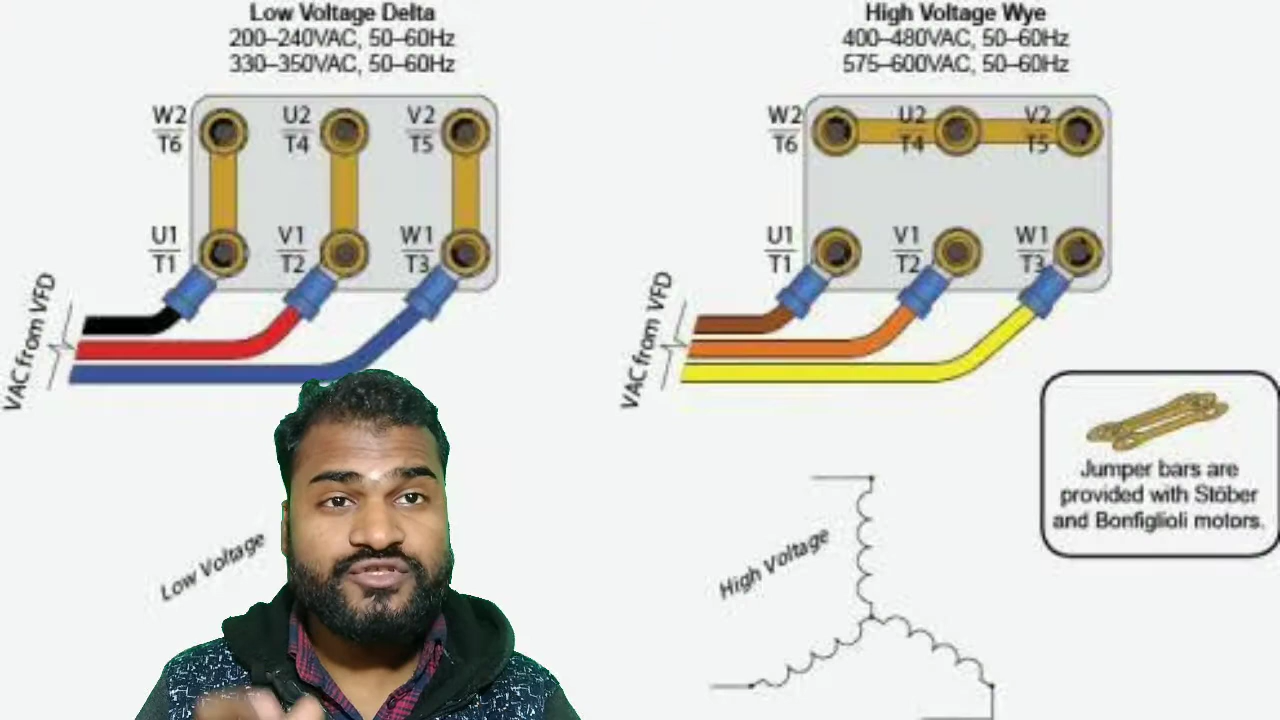 Low Voltage Delta
200–240VAC, 50–60Hz
330–350VAC, 50–60Hz
W2
T6
U2
T4
V2
T5
U1
T1
V1
T2
W1
T3
VAC from VFD
Low Voltage
High Voltage Wye
400–480VAC, 50–60Hz
575–600VAC, 50–60Hz
W2
T6
U2
T4
V2
T5
U1
T1
V1
T2
W1
T3
VAC from VFD
High Voltage
Jumper bars are
provided with Stöber
and Bonfiglioli motors.